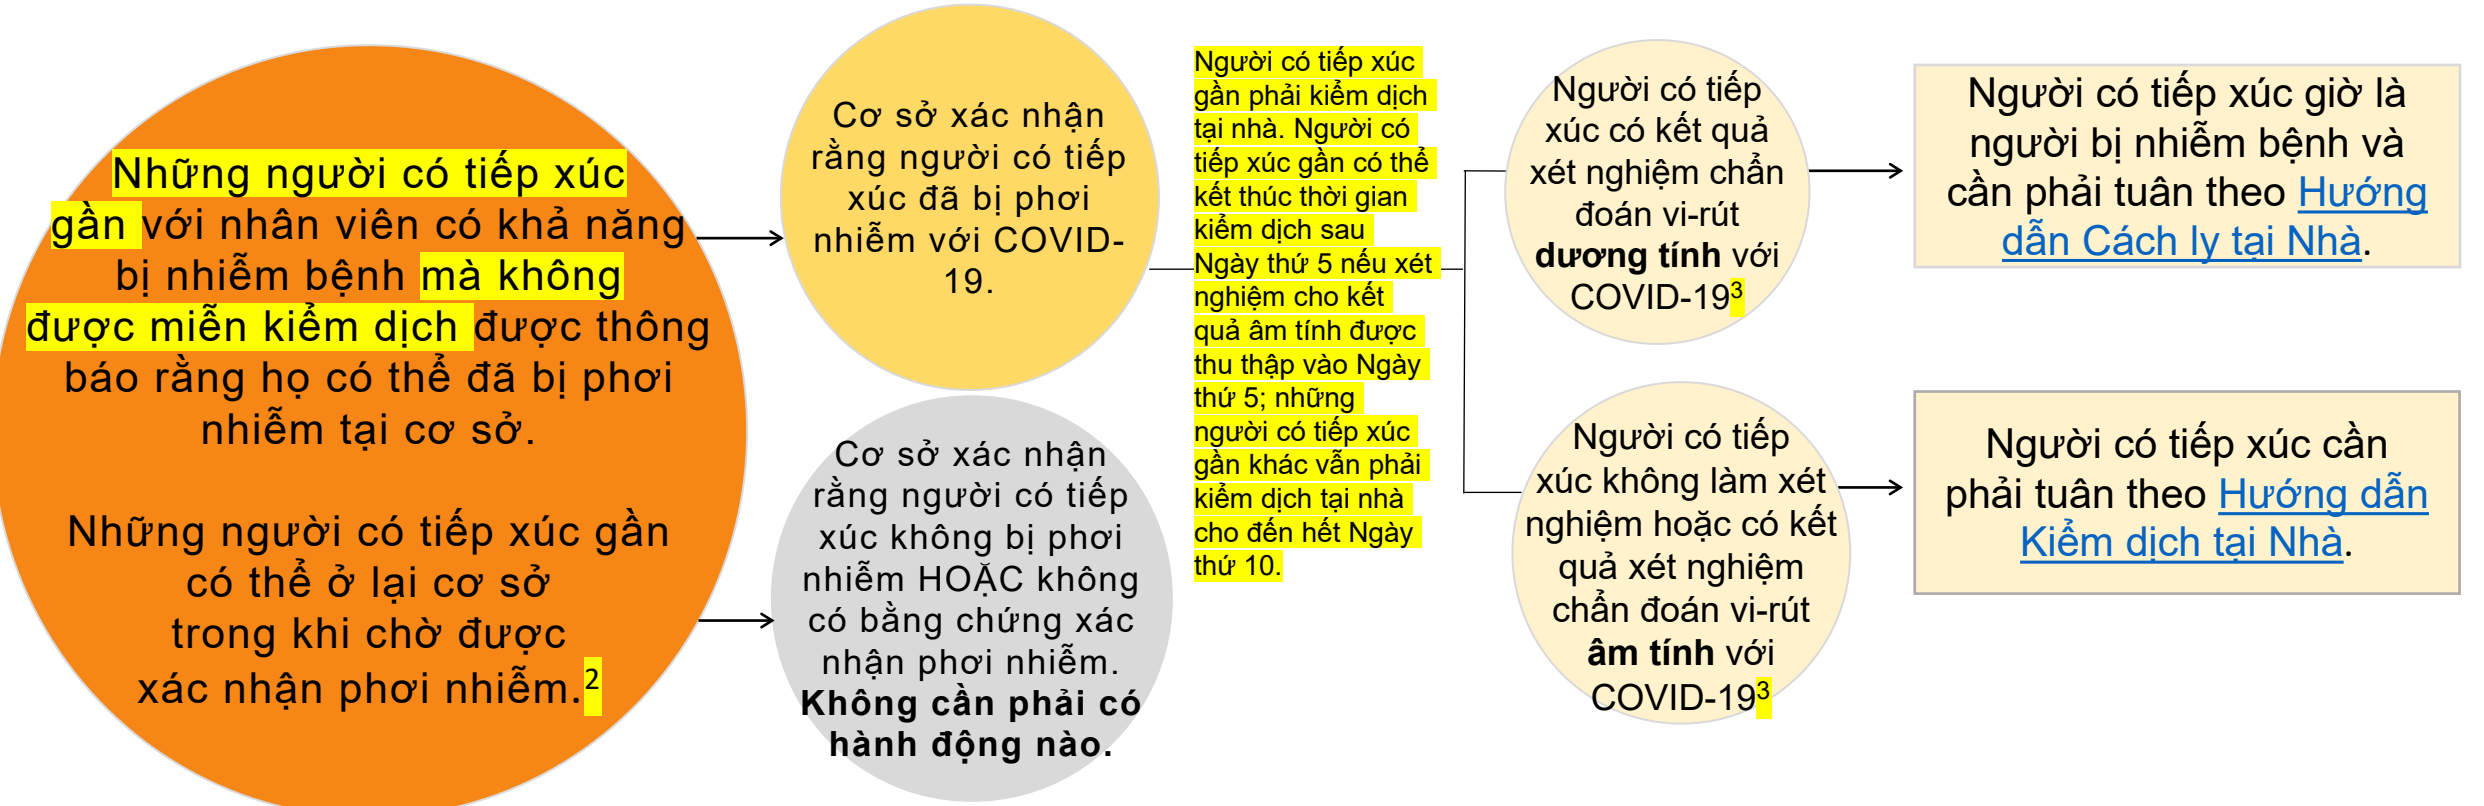 Những người có tiếp xúc
gần với nhân viên có khả năng
bị nhiễm bệnh mà không
được miễn kiểm dịch được thông
báo rằng họ có thể đã bị phơi
nhiễm tại cơ sở.
Những người có tiếp xúc gần
có thể ở lại cơ sở
trong khi chờ được
xác nhận phơi nhiễm.2
Cơ sở xác nhận
rằng người có tiếp
xúc đã bị phơi
nhiễm với COVID-
19.
Cơ sở xác nhận
rằng người có tiếp
xúc không bị phơi
nhiễm HOẶC không
có bằng chứng xác
nhận phơi nhiễm.
Không cần phải có
hành động nào.
Người có tiếp xúc
gần phải kiểm dịch
tại nhà. Người có
tiếp xúc gần có thể
kết thúc thời gian
kiểm dịch sau
Ngày thứ 5 nếu xét
nghiệm cho kết
quả âm tính được
thu thập vào Ngày
thứ 5; những
người có tiếp xúc
gần khác vẫn phải
kiểm dịch tại nhà
cho đến hết Ngày
thứ 10.
Người có tiếp
xúc có kết quả
xét nghiệm chẩn
đoán vi-rút
dương tính với
COVID-193
Người có tiếp xúc giờ là
người bị nhiễm bệnh và
cần phải tuân theo Hướng
dẫn Cách ly tại Nhà.
Người có tiếp
xúc không làm xét
nghiệm hoặc có kết
quả xét nghiệm
chẩn đoán vi-rút
âm tính với
COVID-193
Người có tiếp xúc cần
phải tuân theo Hướng dẫn
Kiểm dịch tại Nhà.